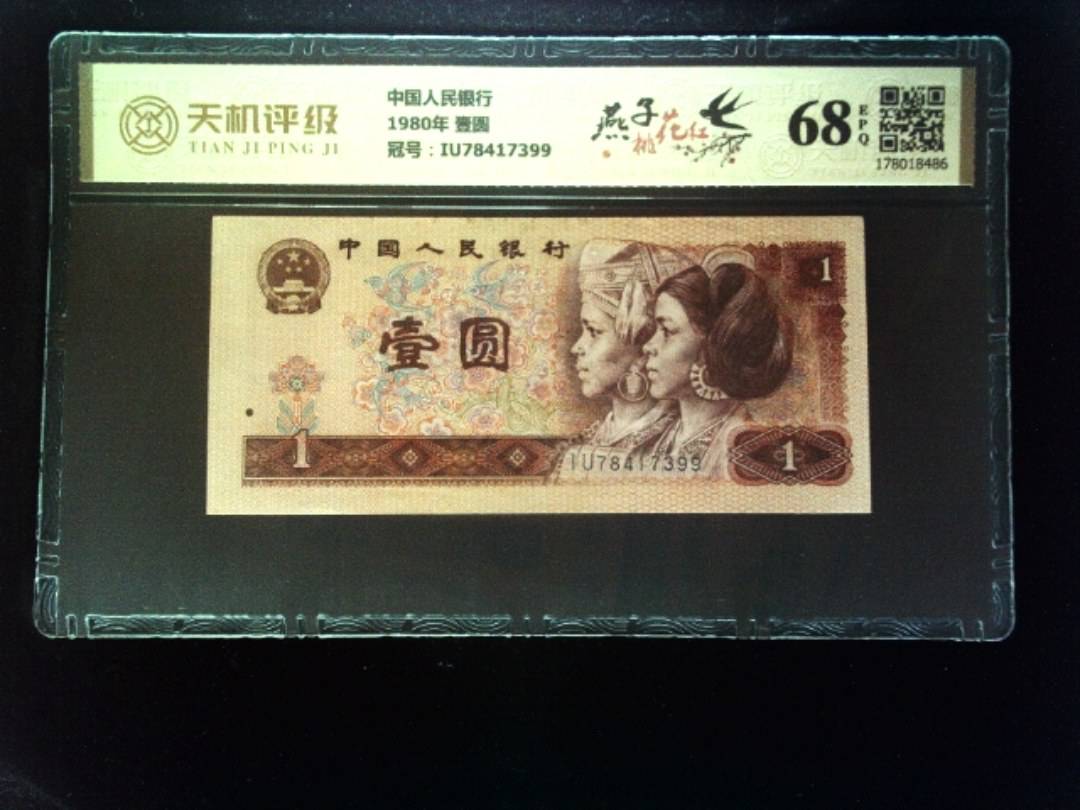 天机评级
TIAN JI PING JI
中国人民银行
1980年 壹圆
冠号：IU78417399
燕子
桃花红
68
EPQ
178018486
中国人民银行
1
壹圆
1
IU78417399
1